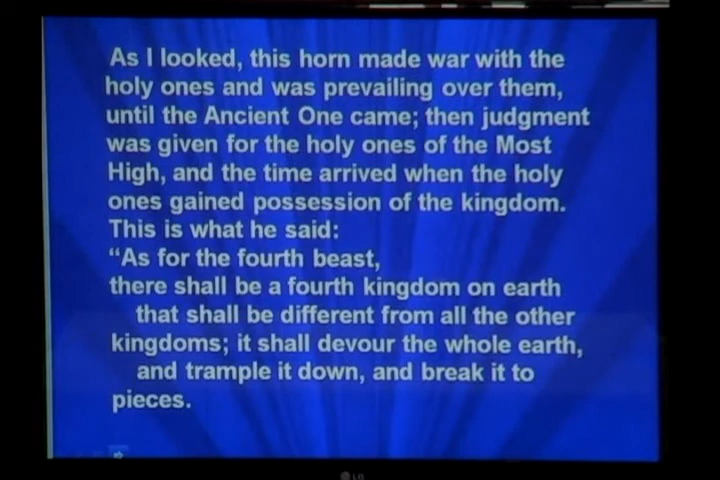 As I looked, this horn made war with the
holy ones and was prevailing over them,
until the Ancient One came; then judgment
was given for the holy ones of the Most
High, and the time arrived when the holy
ones gained possession of the kingdom.
This is what he said:
“As for the fourth beast,
there shall be a fourth kingdom on earth
that shall be different from all the other
kingdoms; it shall devour the whole earth,
and trample it down, and break it to
pieces.
LG